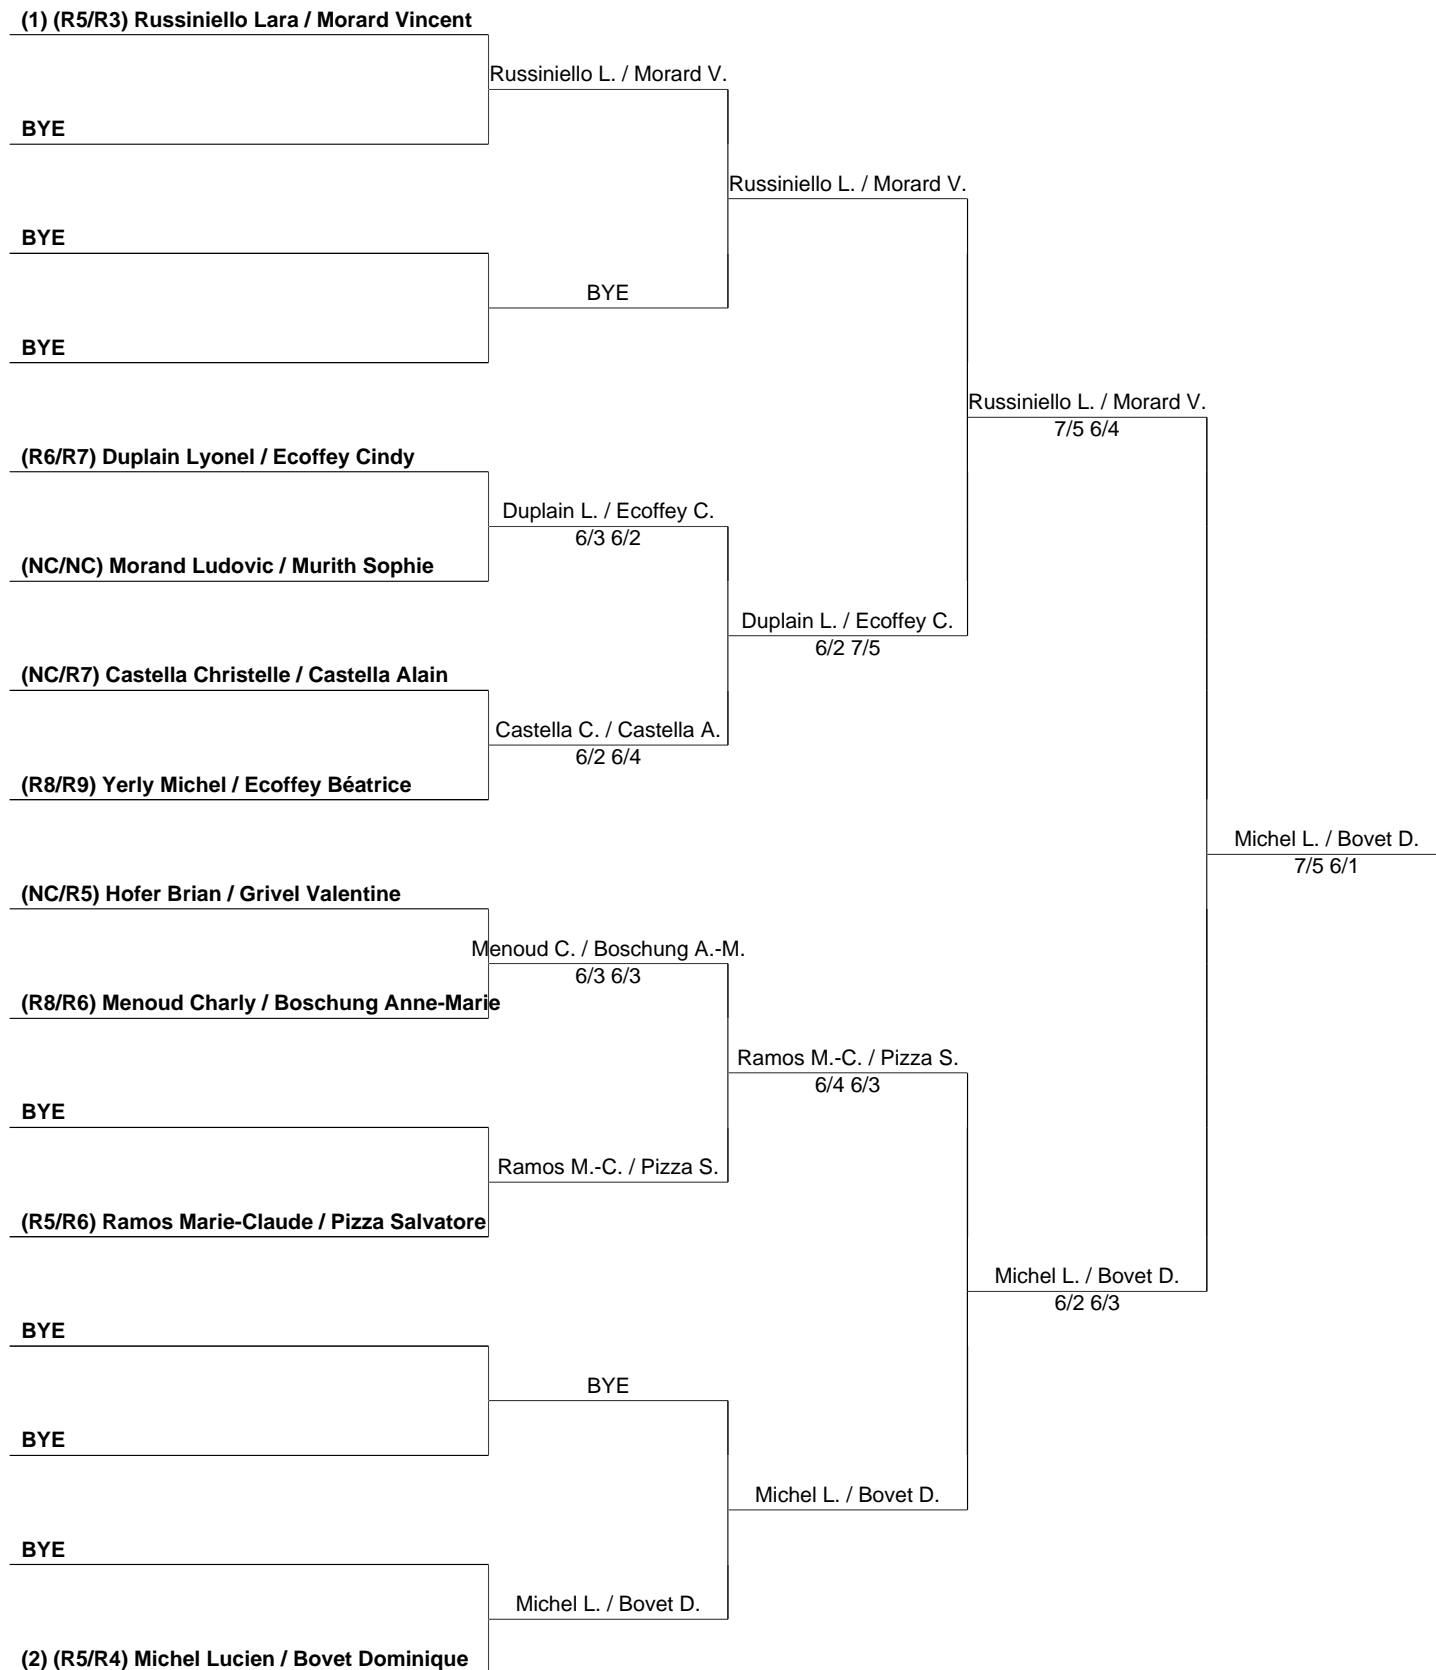 (1) (R5/R3) Russiniello Lara / Morard Vincent
Russiniello L. / Morard V.
BYE
Russiniello L. / Morard V.
BYE
BYE
BYE
Russiniello L. / Morard V.
7/5 6/4
(R6/R7) Duplain Lyonel / Ecoffey Cindy
Duplain L. / Ecoffey C.
6/3 6/2
(NC/NC) Morand Ludovic / Murith Sophie
Duplain L. / Ecoffey C.
6/2 7/5
(NC/R7) Castella Christelle / Castella Alain
Castella C. / Castella A.
6/2 6/4
(R8/R9) Yerly Michel / Ecoffey Béatrice
Michel L. / Bovet D.
7/5 6/1
(NC/R5) Hofer Brian / Grivel Valentine
Menoud C. / Boschung A.-M.
6/3 6/3
(R8/R6) Menoud Charly / Boschung Anne-Marie
Ramos M.-C. / Pizza S.
6/4 6/3
BYE
Ramos M.-C. / Pizza S.
(R5/R6) Ramos Marie-Claude / Pizza Salvatore
Michel L. / Bovet D.
6/2 6/3
BYE
BYE
BYE
Michel L. / Bovet D.
BYE
Michel L. / Bovet D.
(2) (R5/R4) Michel Lucien / Bovet Dominique